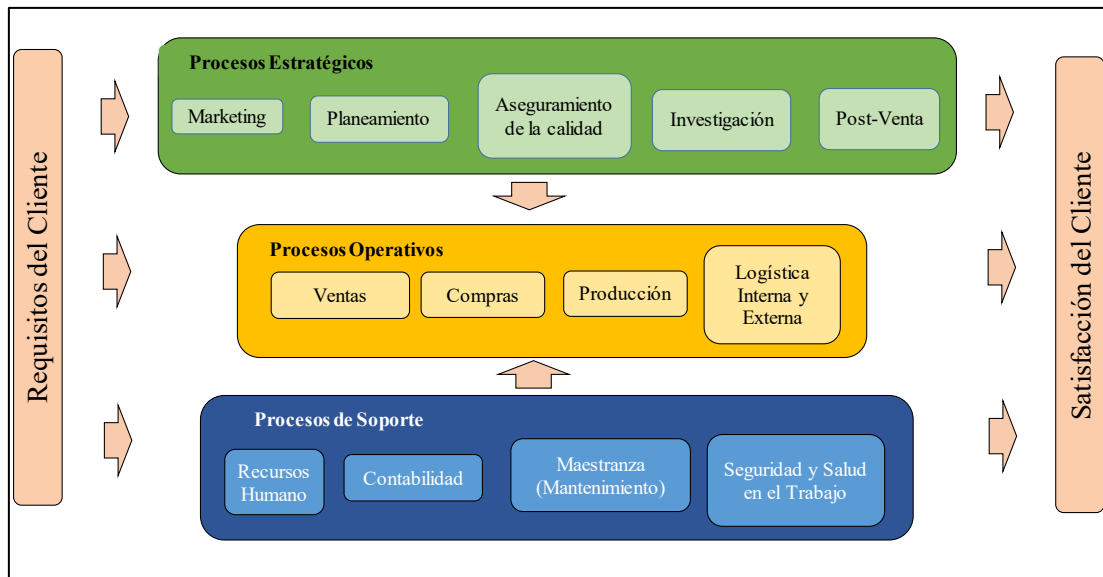 Requisitos del Cliente
Procesos Estratégicos
Marketing
Planeamiento
Aseguramiento
de la calidad
Investigación
Post-Venta
Procesos Operativos
Ventas
Compras
Producción
Logística
Interna y
Externa
Procesos de Soporte
Recursos
Humano
Contabilidad
Maestranza
(Mantenimiento)
Seguridad y Salud
en el Trabajo
Satisfacción del Cliente